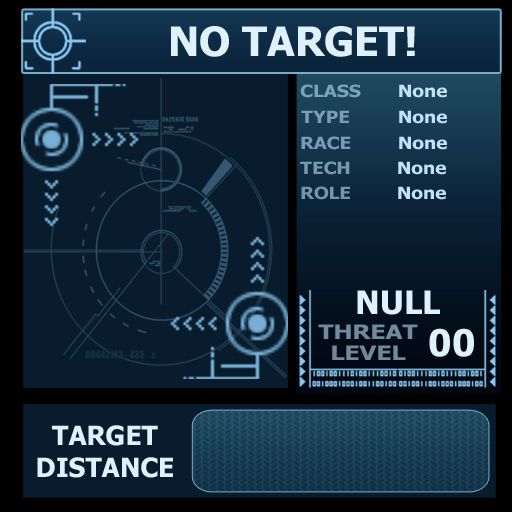 NO TARGET!
CLASS None
TYPE None
RACE None
TECH None
ROLE None
NULL
THREAT
LEVEL 00
TARGET
DISTANCE